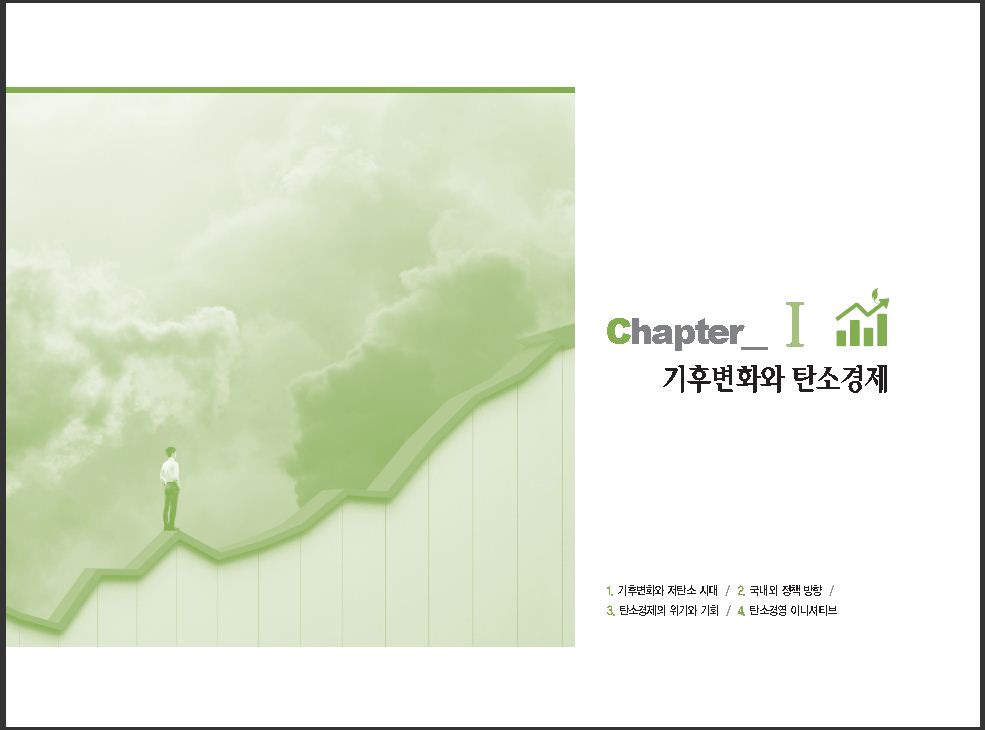 Chapter_ I
기후변화와 탄소경제
1. 기후변화와 저탄소 시대 / 2. 국내외 정책 방향 /
3. 탄소경제의 위기와 기회 / 4. 탄소경영 이니셔티브